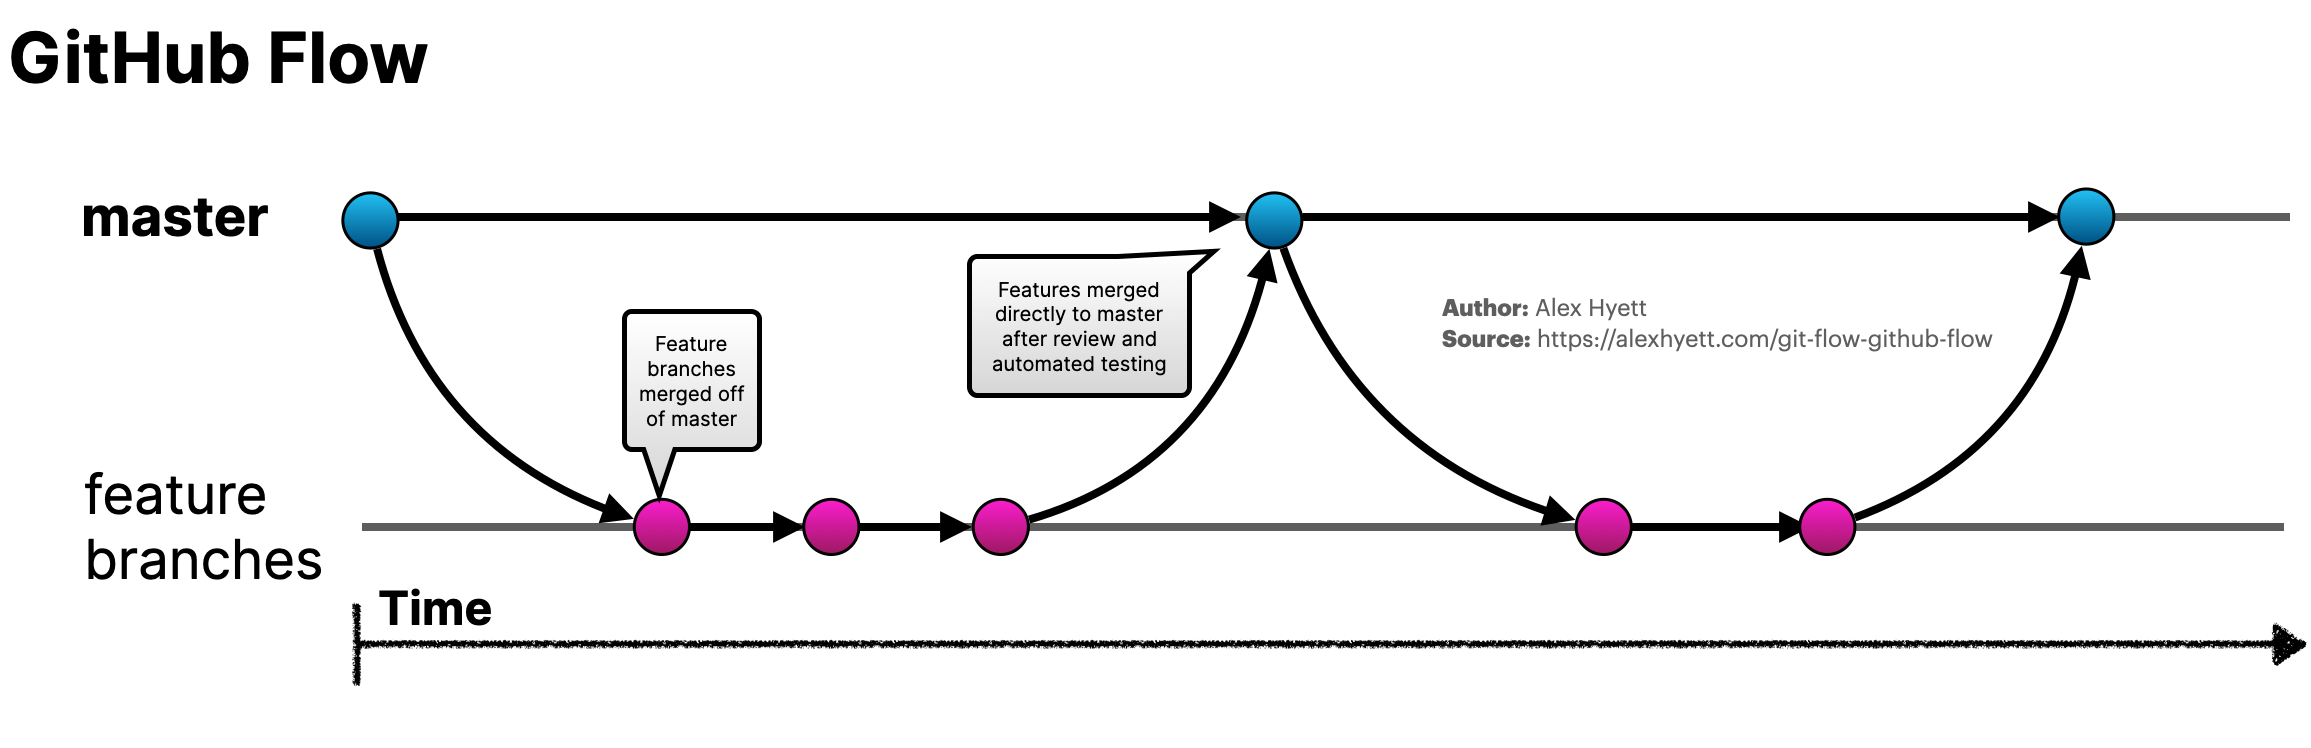 GitHub Flow
master
Feature
branches
merged off
of master
Features merged
directly to master
after review and
automated testing
Author: Alex Hyett
Source: https://alexhyett.com/git-flow-github-flow
feature
branches
Time